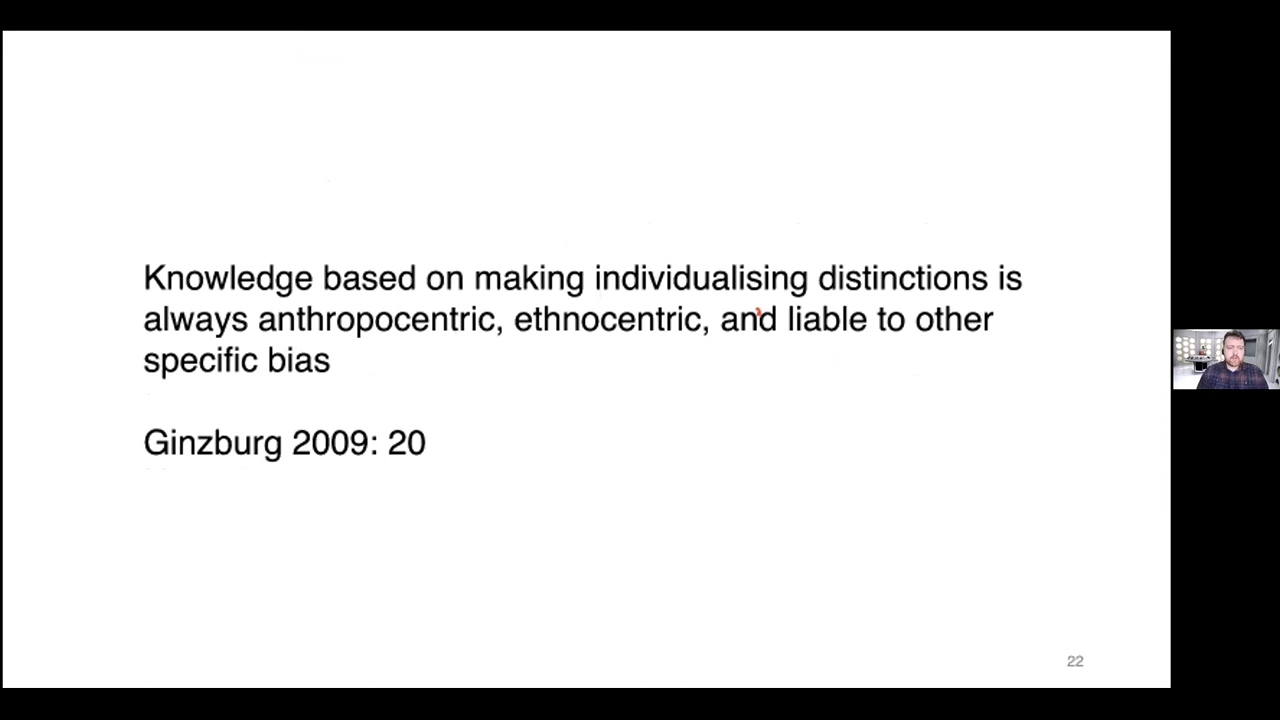 Knowledge based on making individualising distinctions is
always anthropocentric, ethnocentric, and liable to other
specific bias
Ginzburg 2009: 20
22